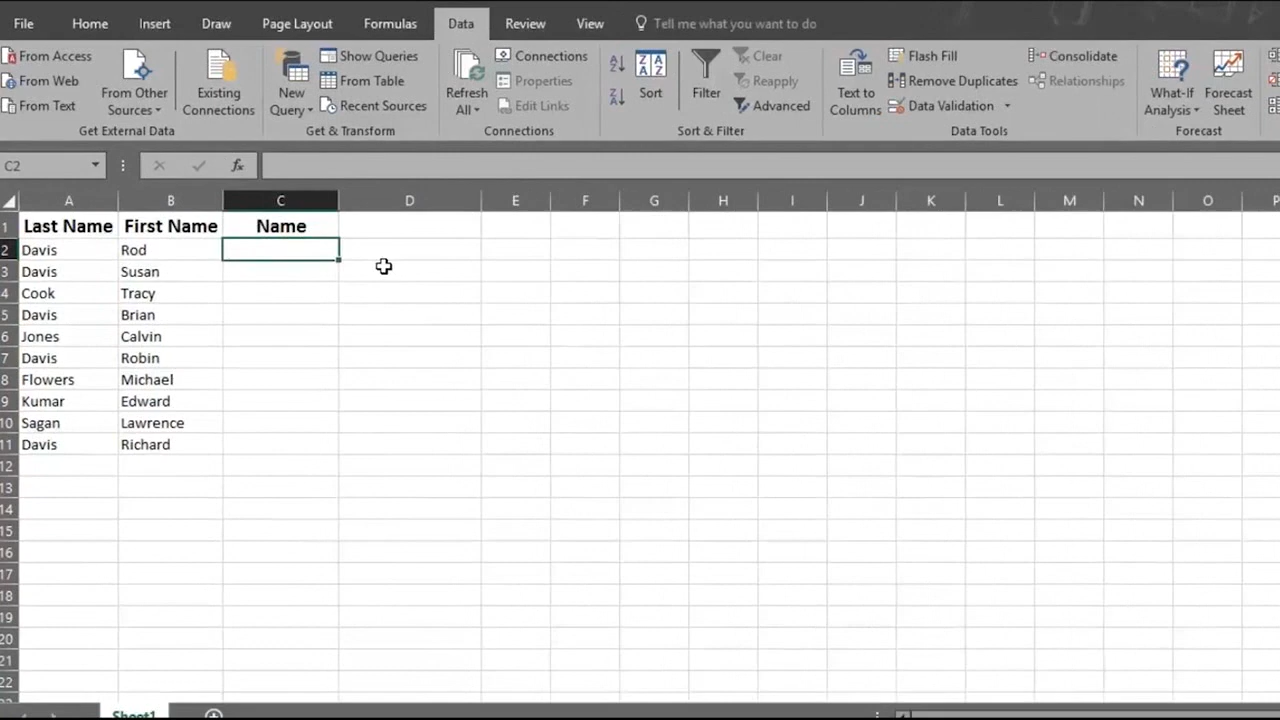 File Home Insert Draw Page Layout Formulas Data Review View Tell me what you want to do
From Access
From Web
From Text
From Other
Sources
Existing
Connections
Get External Data
New
Query
Show Queries
From Table
Recent Sources
Get & Transform
Refresh
All
Connections
Properties
Edit Links
Connections
Sort
Filter
Clear
Reapply
Advanced
Sort & Filter
Text to
Columns
Flash Fill
Remove Duplicates
Data Validation
Consolidate
Relationships
Data Tools
What-If
Analysis
Forecast
Sheet
Forecast
C2 fx
A B C D E F G H I J K L M N O P
1 Last Name First Name Name
2 Davis Rod
3 Davis Susan
4 Cook Tracy
5 Davis Brian
6 Jones Calvin
7 Davis Robin
8 Flowers Michael
9 Kumar Edward
10 Sagan Lawrence
11 Davis Richard
12
13
14
15
16
17
18
19
20
21
22
Sheet1